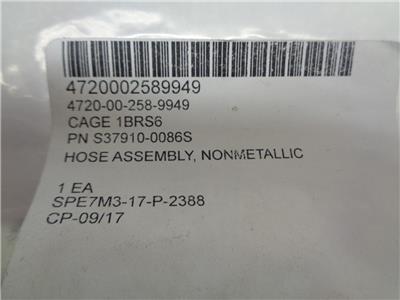 4720002589949
4720-00-258-9949
CAGE 1BRS6
PN S37910-0086S
HOSE ASSEMBLY, NONMETALLIC
1 EA
SPE7M3-17-P-2388
CP-09/17